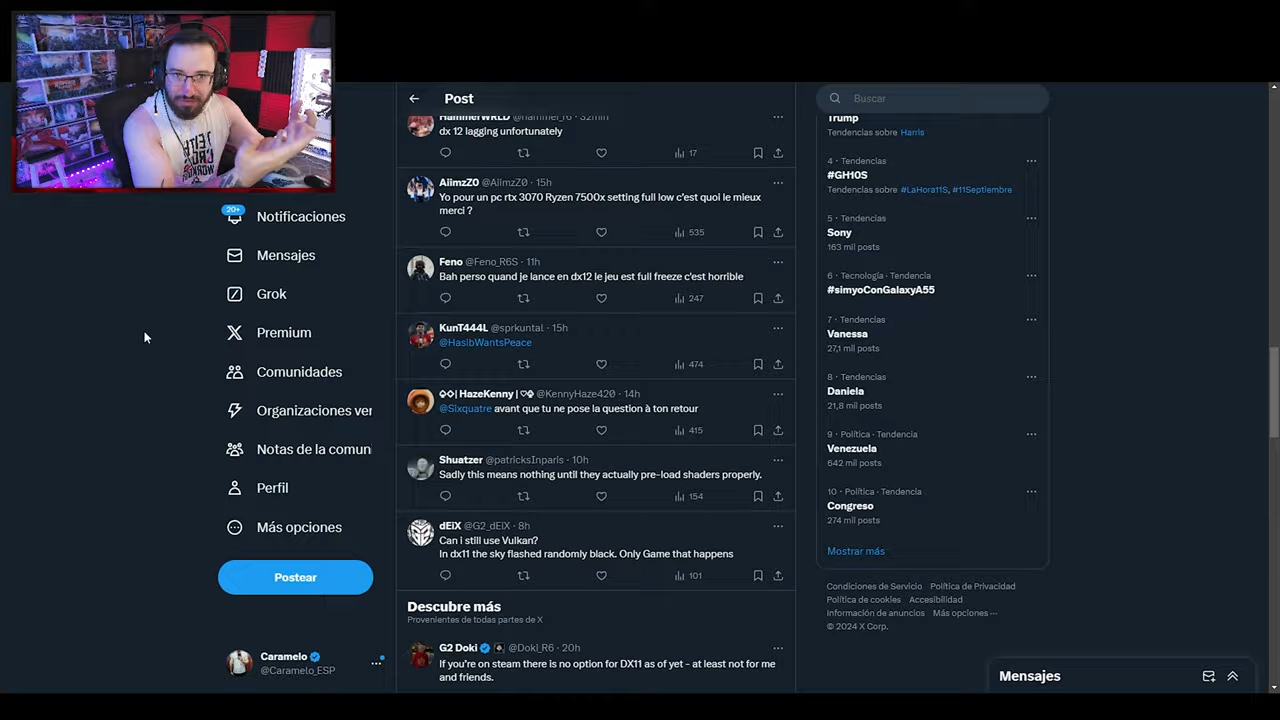 Post
Buscar
HammerWRLD @hammer_r6 · 32min
dx 12 lagging unfortunately
17
AiimzZ0 @AiimzZ0 · 15h
Yo pour un pc rtx 3070 Ryzen 7500x setting full low c'est quoi le mieux
merci ?
535
Feno @Feno_R6S · 11h
Bah perso quand je lance en dx12 le jeu est full freeze c'est horrible
247
KunT444L @sprkuntal · 15h
@HasibWantsPeace
474
| HazeKenny | @KennyHaze420 · 14h
@Sixquatre avant que tu ne pose la question à ton retour
415
Shuatzer @patricksInparis · 10h
Sadly this means nothing until they actually pre-load shaders properly.
154
dEiX @G2_dEIX · 8h
Can i still use Vulkan?
In dx11 the sky flashed randomly black. Only Game that happens
101
Descubre más
Provenientes de todas partes de X
G2 Doki @Doki_R6 · 20h
If you're on steam there is no option for DX11 as of yet - at least not for me
and friends.
20+
Notificaciones
Mensajes
Grok
Premium
Comunidades
Organizaciones ver
Notas de la comun
Perfil
Más opciones
Postear
Caramelo
@Caramelo_ESP
Trump
Tendencias sobre Harris
4 · Tendencias
#GH10S
Tendencias sobre #LaHora11S, #11Septiembre
5 · Tendencias
Sony
163 mil posts
6 · Tecnología · Tendencia
#simyoConGalaxyA55
7 · Tendencias
Vanessa
27,1 mil posts
8 · Tendencias
Daniela
21,8 mil posts
9 · Política · Tendencia
Venezuela
642 mil posts
10 · Política · Tendencia
Congreso
274 mil posts
Mostrar más
Condiciones de Servicio Política de Privacidad
Política de cookies Accesibilidad
Información de anuncios Más opciones ···
© 2024 X Corp.
Mensajes